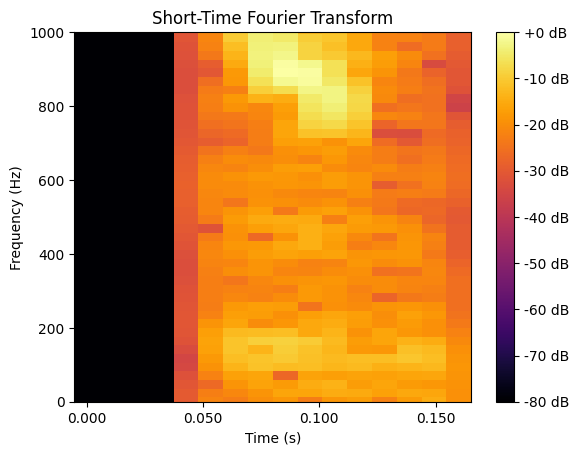 Short-Time Fourier Transform
1000
800
600
400
200
0
Frequency (Hz)
0.000
0.050
0.100
0.150
Time (s)
+0 dB
-10 dB
-20 dB
-30 dB
-40 dB
-50 dB
-60 dB
-70 dB
-80 dB